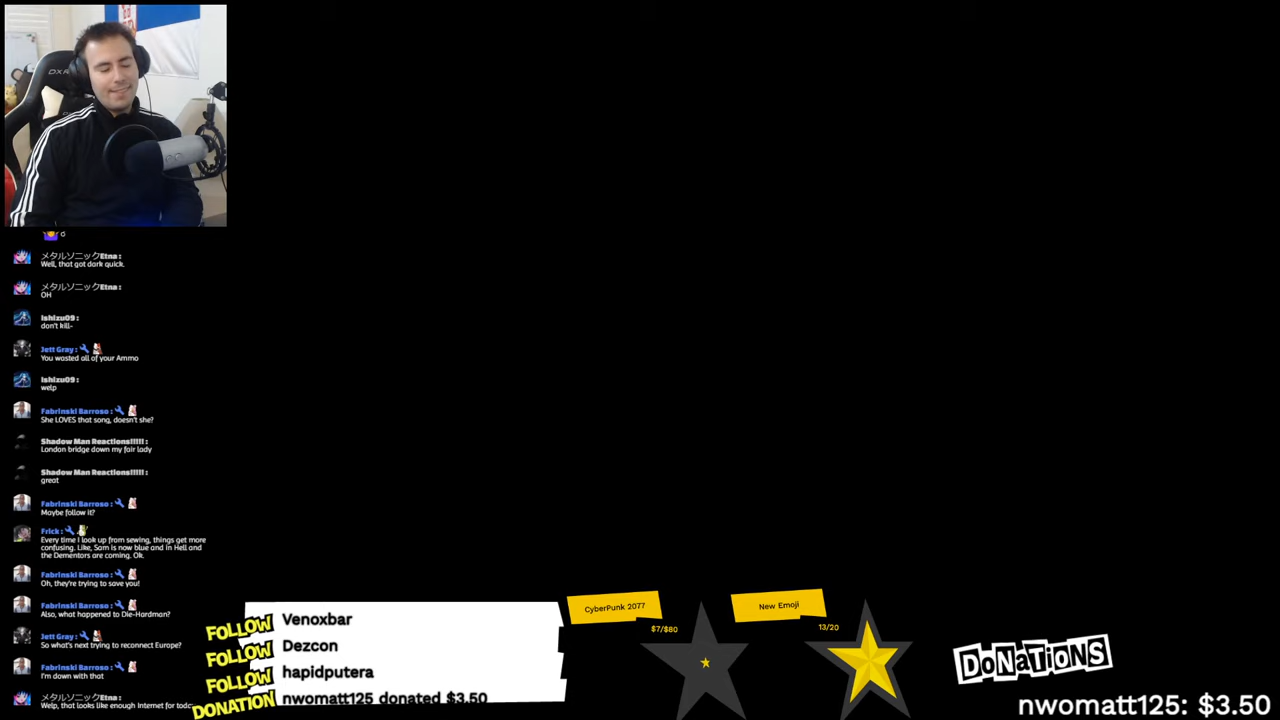 DXR
メタルソニックEtna :
Well, that got dark quick.
メタルソニックEtna :
OH
Ishizu09 :
don't kill-
Jett Gray :
You wasted all of your Ammo
Ishizu09 :
welp
Fabrinski Barroso :
She LOVES that song, doesn't she?
Shadow Man Reactions!!!!! :
London bridge down my fair lady
Shadow Man Reactions!!!!! :
great
Fabrinski Barroso :
Maybe follow it?
Frick :
Every time I look up from sewing, things get more
confusing. Like, Sam is now blue and in Hell and
the Dementors are coming. Ok.
Fabrinski Barroso :
Oh, they're trying to save you!
Fabrinski Barroso :
Also, what happened to Die-Hardman?
Jett Gray :
So what's next trying to reconnect Europe?
Fabrinski Barroso :
I'm down with that
メタルソニックEtna :
Welp, that looks like enough Internet for today
FOLLOW Venoxbar
FOLLOW Dezcon
FOLLOW hapidputera
DONATION nwomatt125 donated $3.50
CyberPunk 2077
$7/$80
New Emoji
13/20
DoNaTioNS
nwomatt125: $3.50